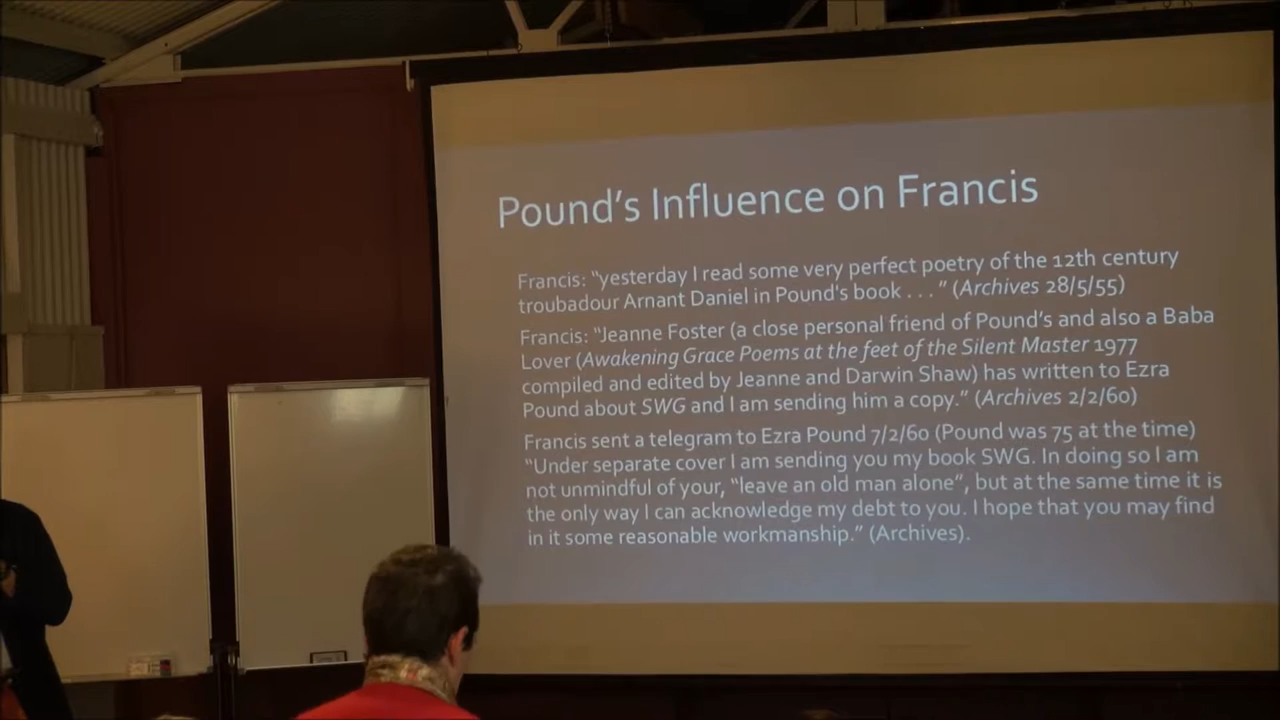 Pound's Influence on Francis
Francis: "yesterday I read some very perfect poetry of the 12th century
troubadour Arnant Daniel in Pound's book . . . " (Archives 28/5/55)
Francis: "Jeanne Foster (a close personal friend of Pound's and also a Baba
Lover (Awakening Grace Poems at the feet of the Silent Master 1977
compiled and edited by Jeanne and Darwin Shaw) has written to Ezra
Pound about SWG and I am sending him a copy." (Archives 2/2/60)
Francis sent a telegram to Ezra Pound 7/2/60 (Pound was 75 at the time)
"Under separate cover I am sending you my book SWG. In doing so I am
not unmindful of your, "leave an old man alone", but at the same time it is
the only way I can acknowledge my debt to you. I hope that you may find
in it some reasonable workmanship." (Archives).